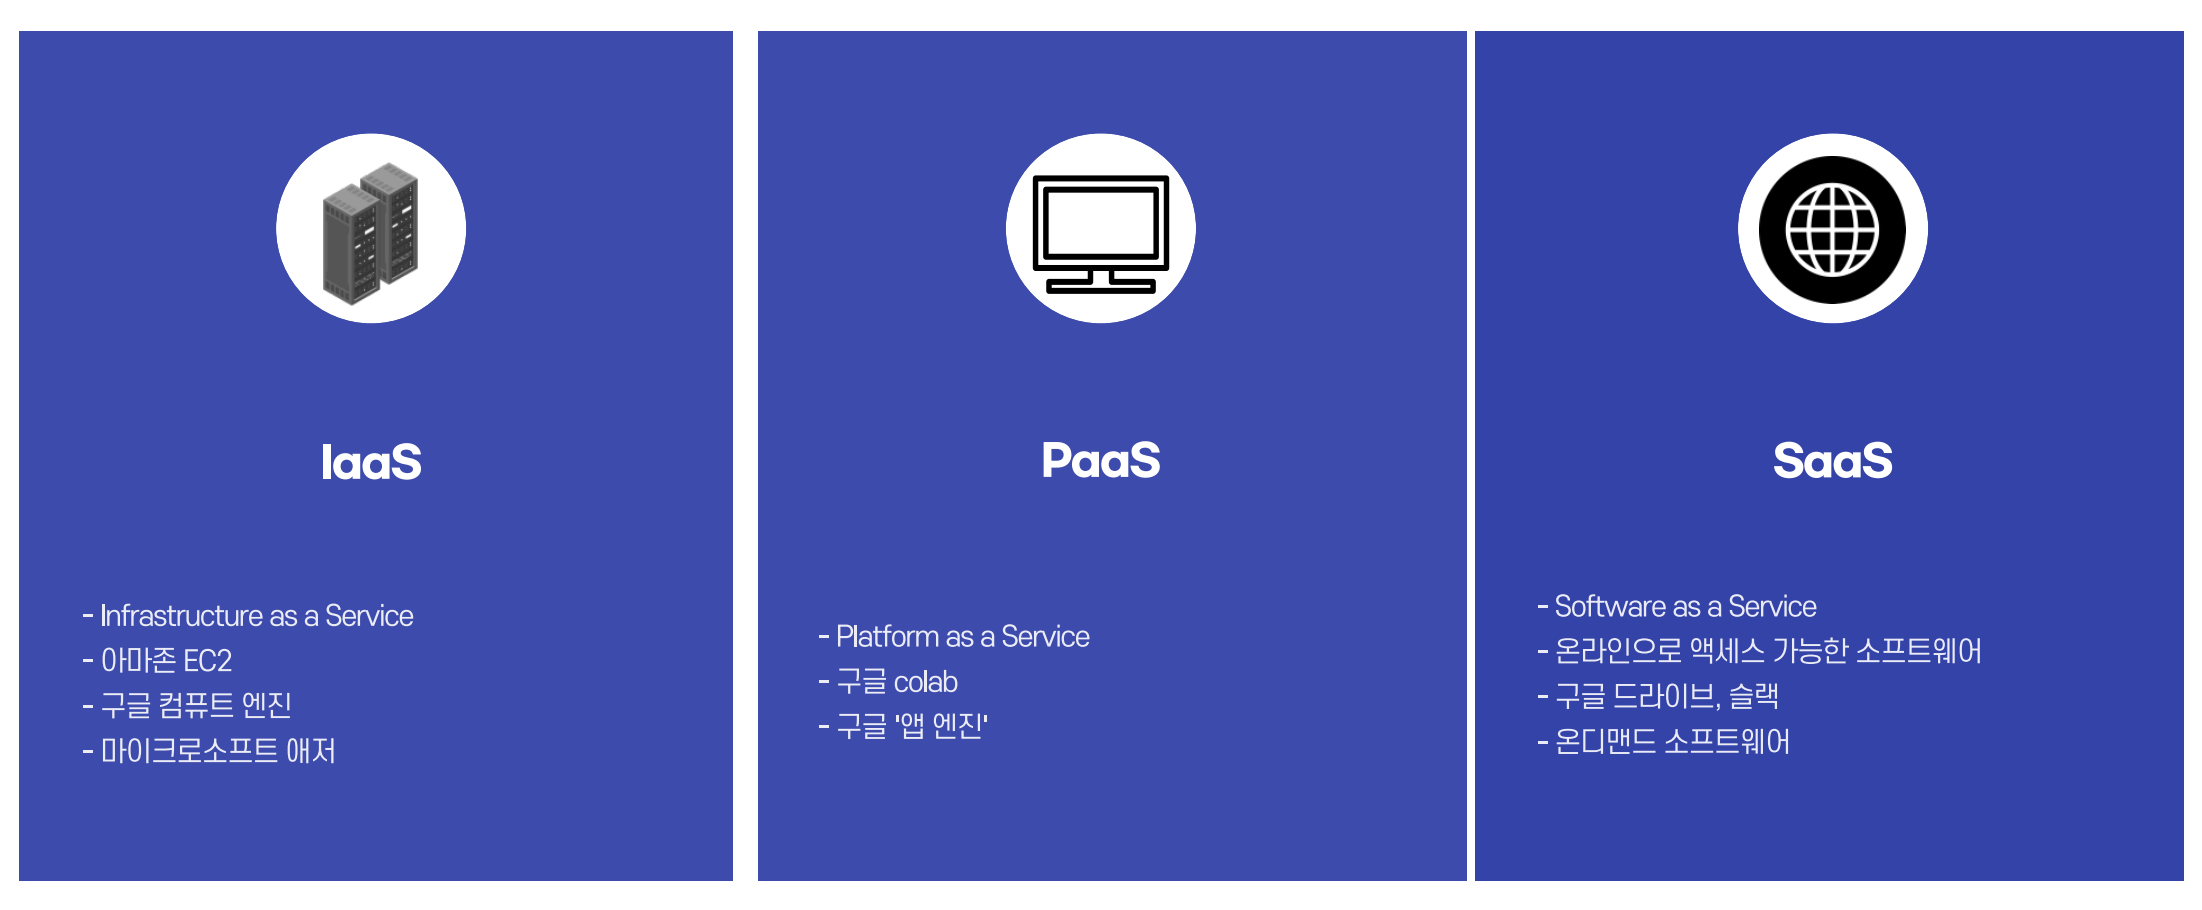 IaaS
- Infrastructure as a Service
- 아마존 EC2
- 구글 컴퓨트 엔진
- 마이크로소프트 애저
PaaS
- Platform as a Service
- 구글 colab
- 구글 '앱 엔진'
SaaS
- Software as a Service
- 온라인으로 액세스 가능한 소프트웨어
- 구글 드라이브, 슬랙
- 온디맨드 소프트웨어